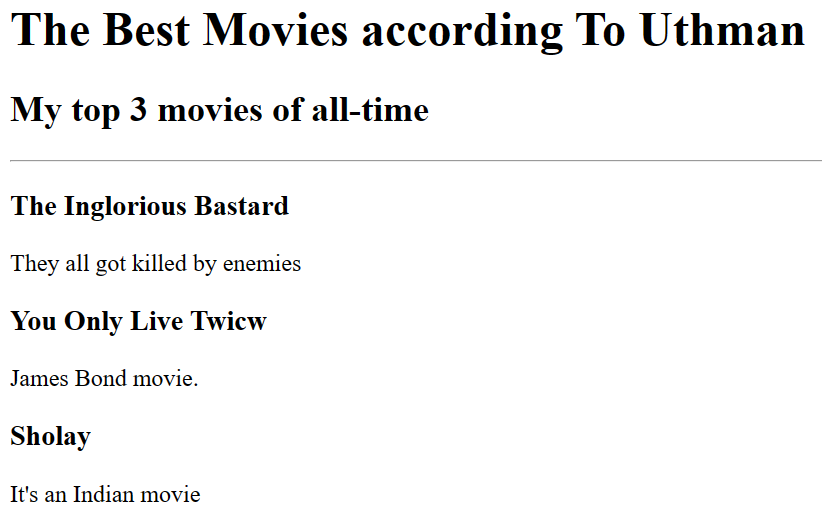 The Best Movies according To Uthman
My top 3 movies of all-time
The Inglorious Bastard
They all got killed by enemies
You Only Live Twicw
James Bond movie.
Sholay
It's an Indian movie